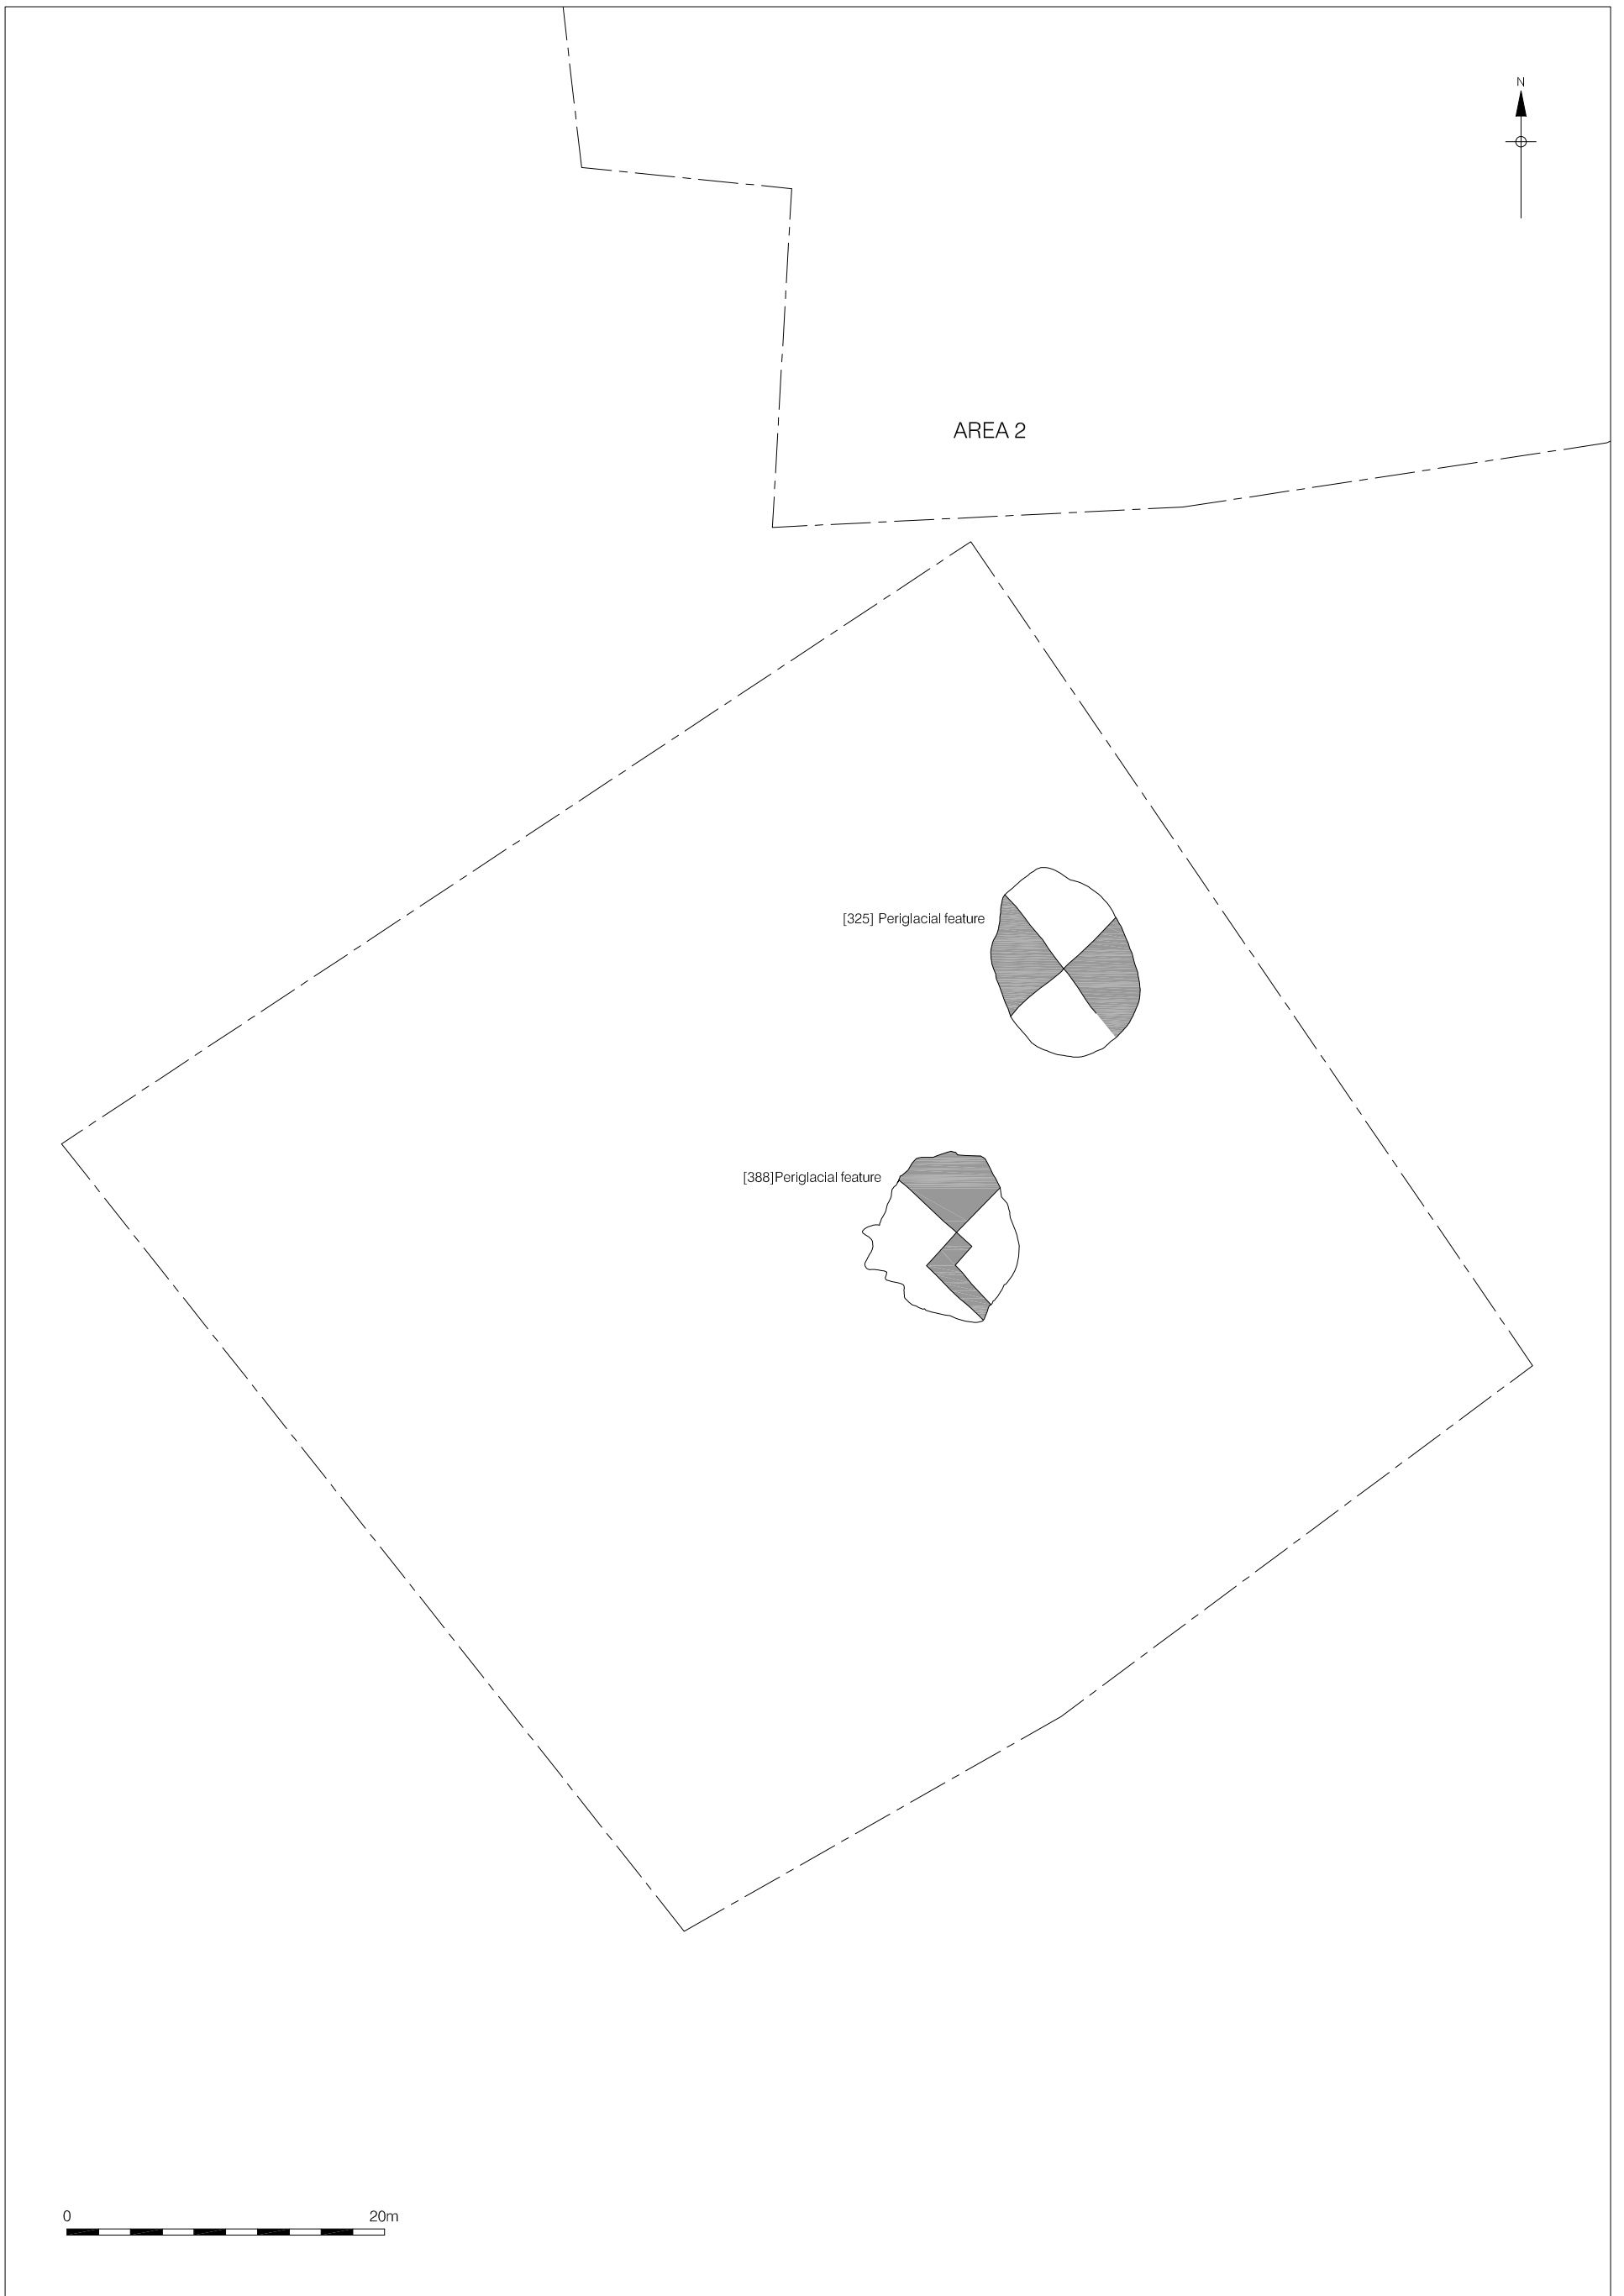 N
AREA 2
[325] Periglacial feature
[388]Periglacial feature
0 20m